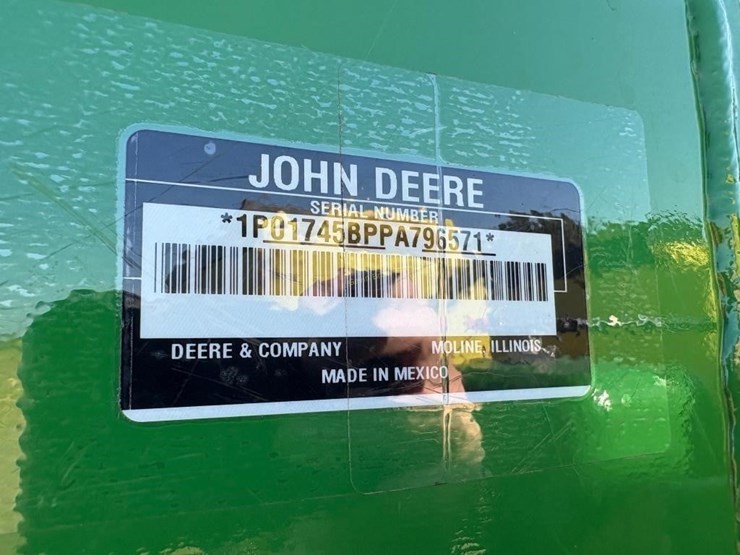 JOHN DEERE
SERIAL NUMBER
*1P01745BPPA796571*
DEERE & COMPANY MOLINE, ILLINOIS
MADE IN MEXICO